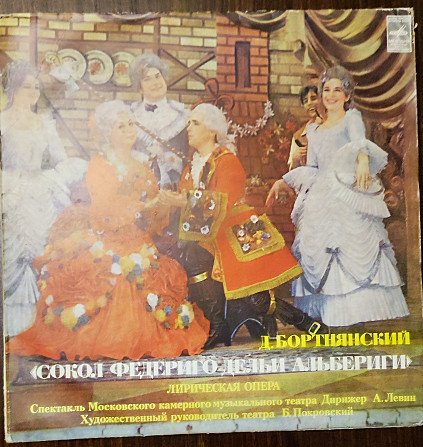 Д. БОРТНЯНСКИЙ
«СОКОЛ ФЕДЕРИГО ДЕЛЬИ АЛЬБЕРИГИ»
ЛИРИЧЕСКАЯ ОПЕРА
Спектакль Московского камерного музыкального театра Дирижер А. Левин
Художественный руководитель театра Б. Покровский